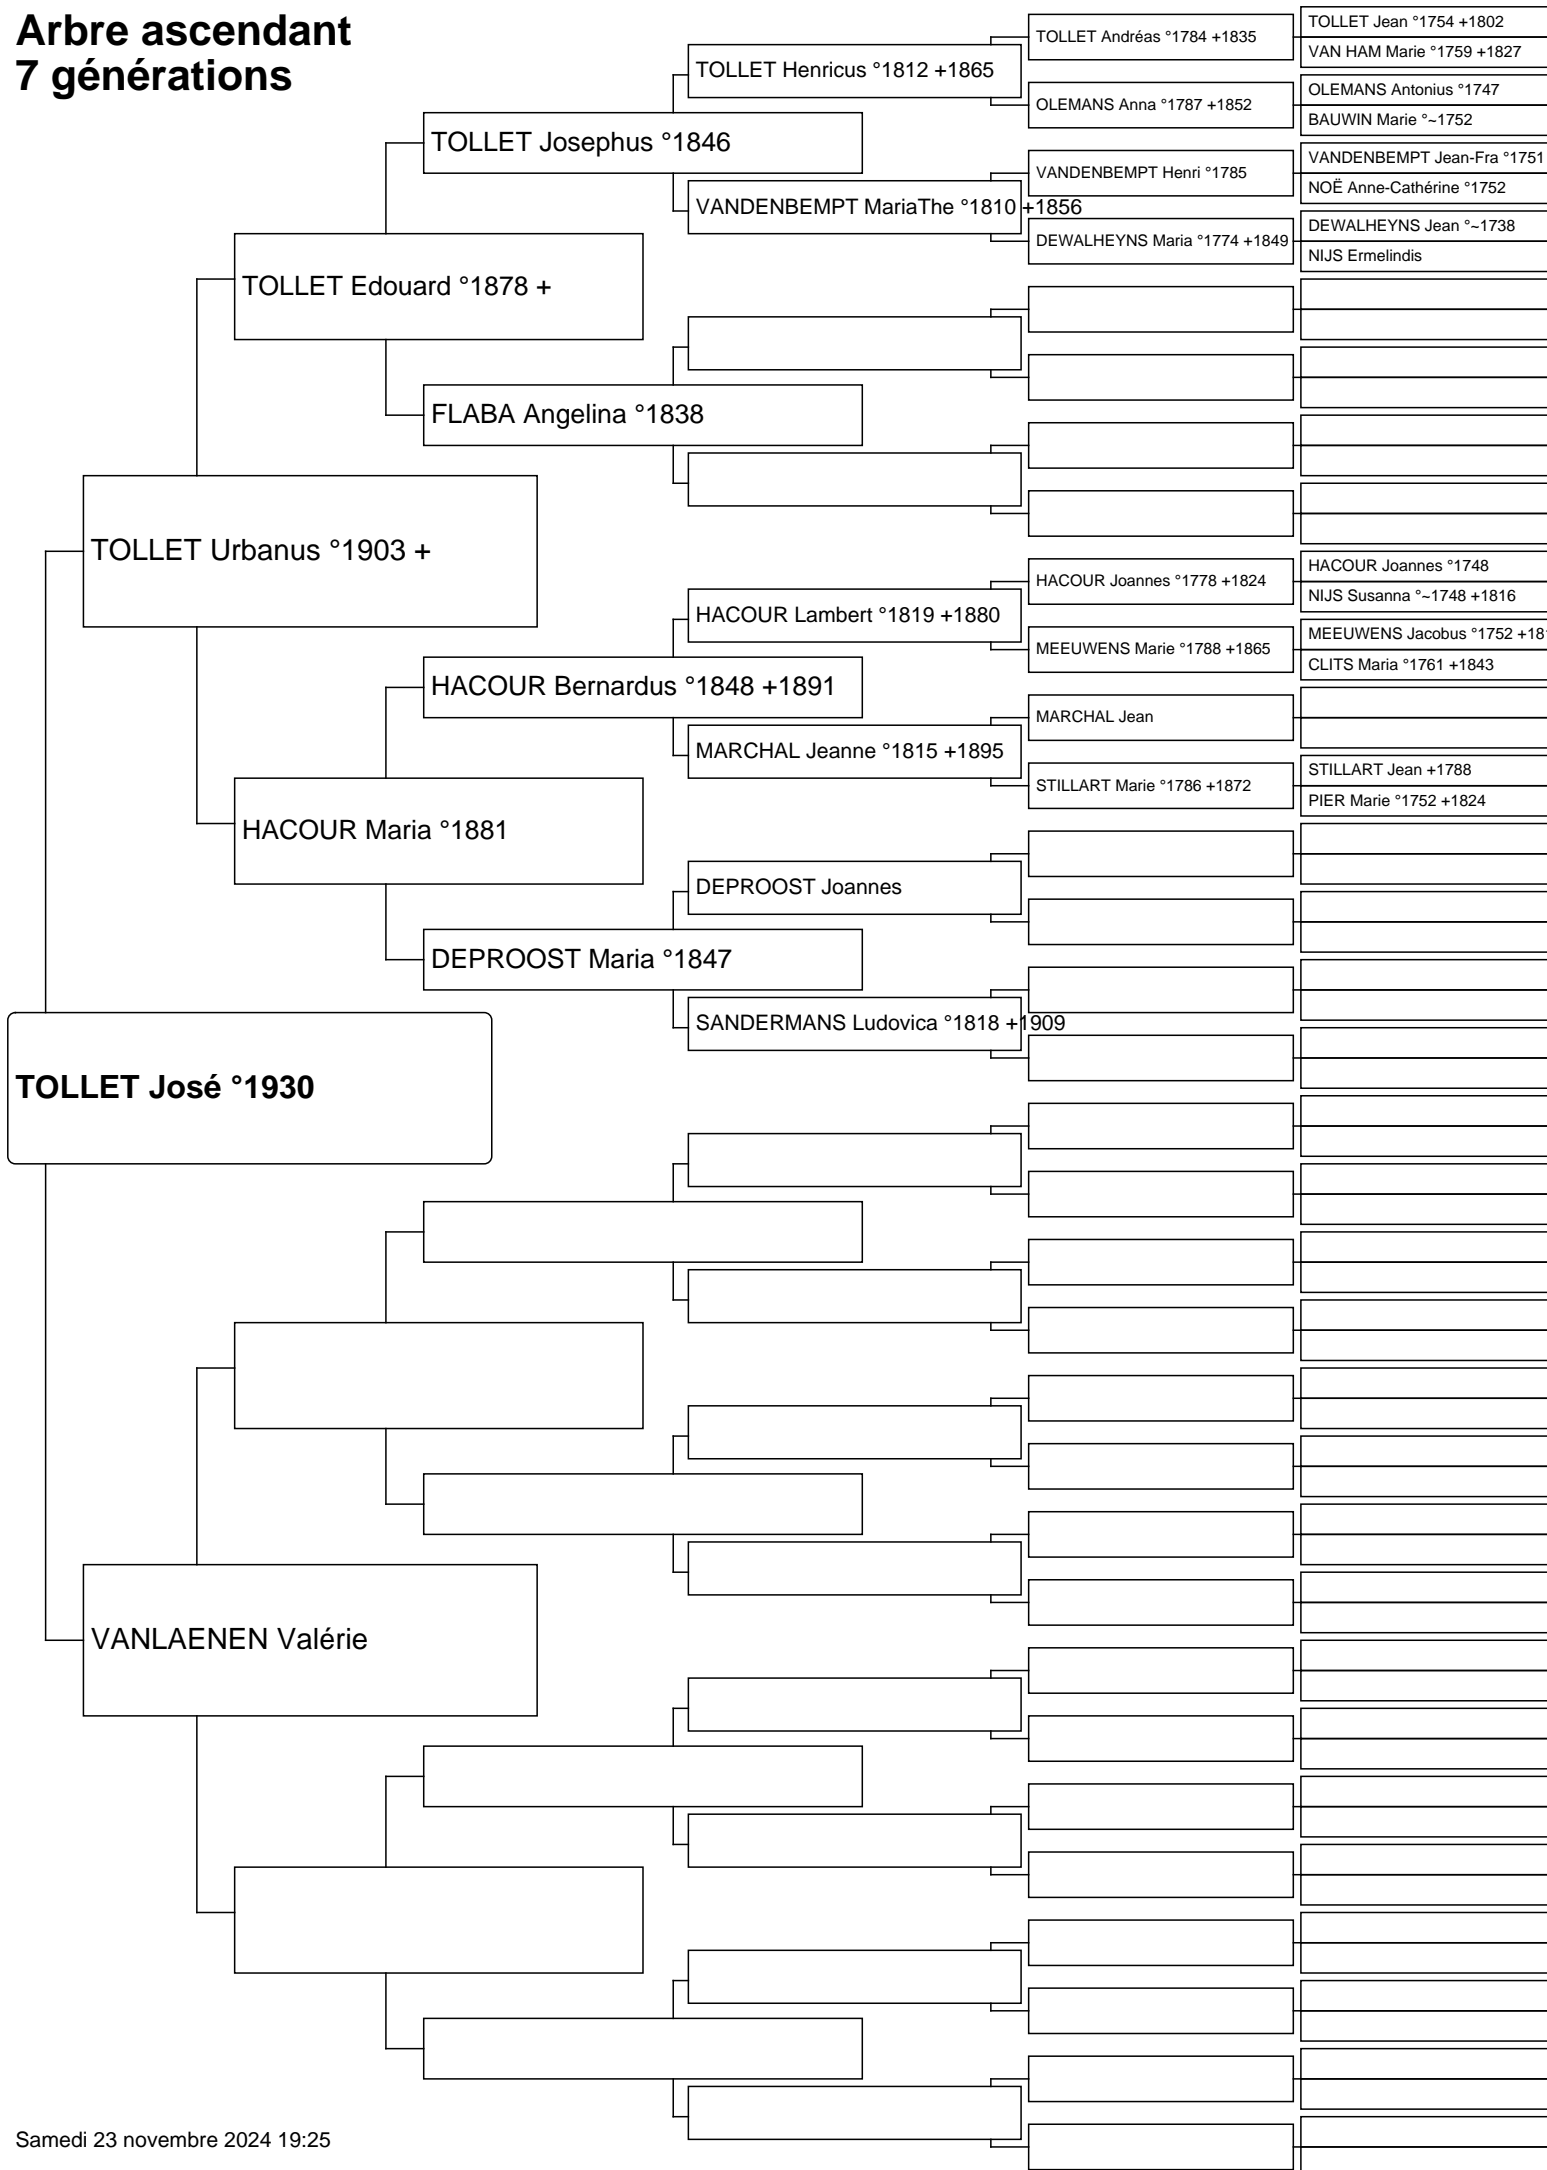 Arbre ascendant
7 générations
TOLLET Jean °1754 +1802
TOLLET Andréas °1784 +1835
VAN HAM Marie °1759 +1827
TOLLET Henricus °1812 +1865
OLEMANS Antonius °1747
OLEMANS Anna °1787 +1852
BAUWIN Marie °~1752
TOLLET Josephus °1846
VANDENBEMPT Jean-Fra °1751
VANDENBEMPT Henri °1785
NOË Anne-Cathérine °1752
VANDENBEMPT MariaThe °1810 +1856
DEWALHEYNS Jean °~1738
DEWALHEYNS Maria °1774 +1849
NIJS Ermelindis
TOLLET Edouard °1878 +
FLABA Angelina °1838
TOLLET Urbanus °1903 +
HACOUR Joannes °1748
HACOUR Joannes °1778 +1824
NIJS Susanna °~1748 +1816
HACOUR Lambert °1819 +1880
MEEUWENS Jacobus °1752 +18
MEEUWENS Marie °1788 +1865
CLITS Maria °1761 +1843
HACOUR Bernardus °1848 +1891
MARCHAL Jean
MARCHAL Jeanne °1815 +1895
STILLART Jean +1788
STILLART Marie °1786 +1872
PIER Marie °1752 +1824
HACOUR Maria °1881
DEPROOST Joannes
DEPROOST Maria °1847
SANDERMANS Ludovica °1818 +1909
TOLLET José °1930
VANLAENEN Valérie
Samedi 23 novembre 2024 19:25